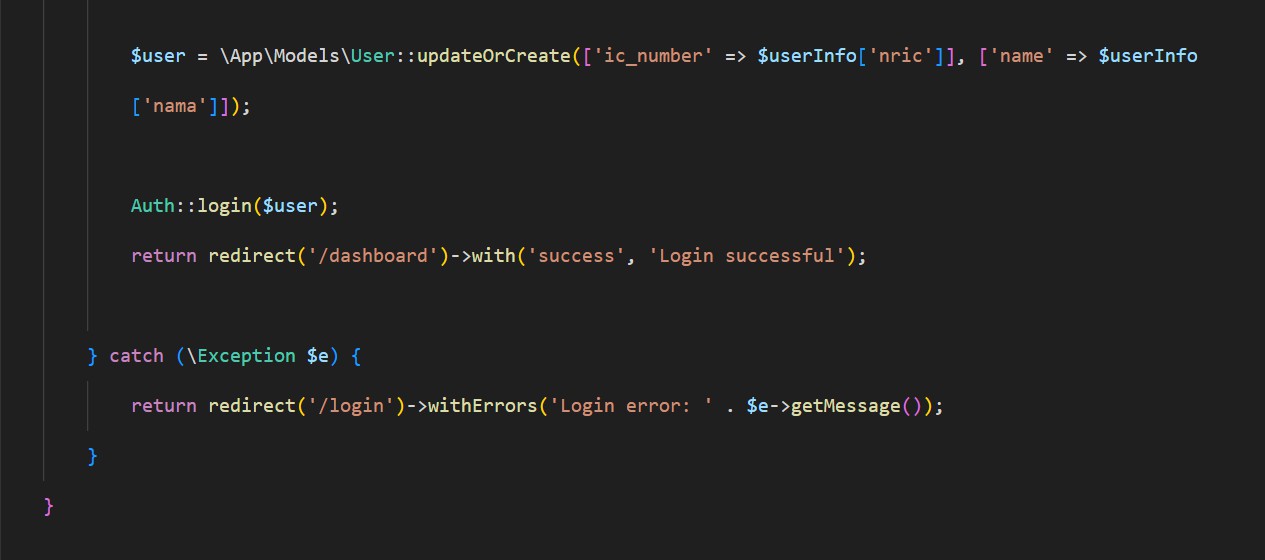 $user = \App\Models\User::updateOrCreate(['ic_number' => $userInfo['nric']], ['name' => $userInfo
['nama']]);
Auth::login($user);
return redirect('/dashboard')->with('success', 'Login successful');
} catch (\Exception $e) {
return redirect('/login')->withErrors('Login error: ' . $e->getMessage());
}
}